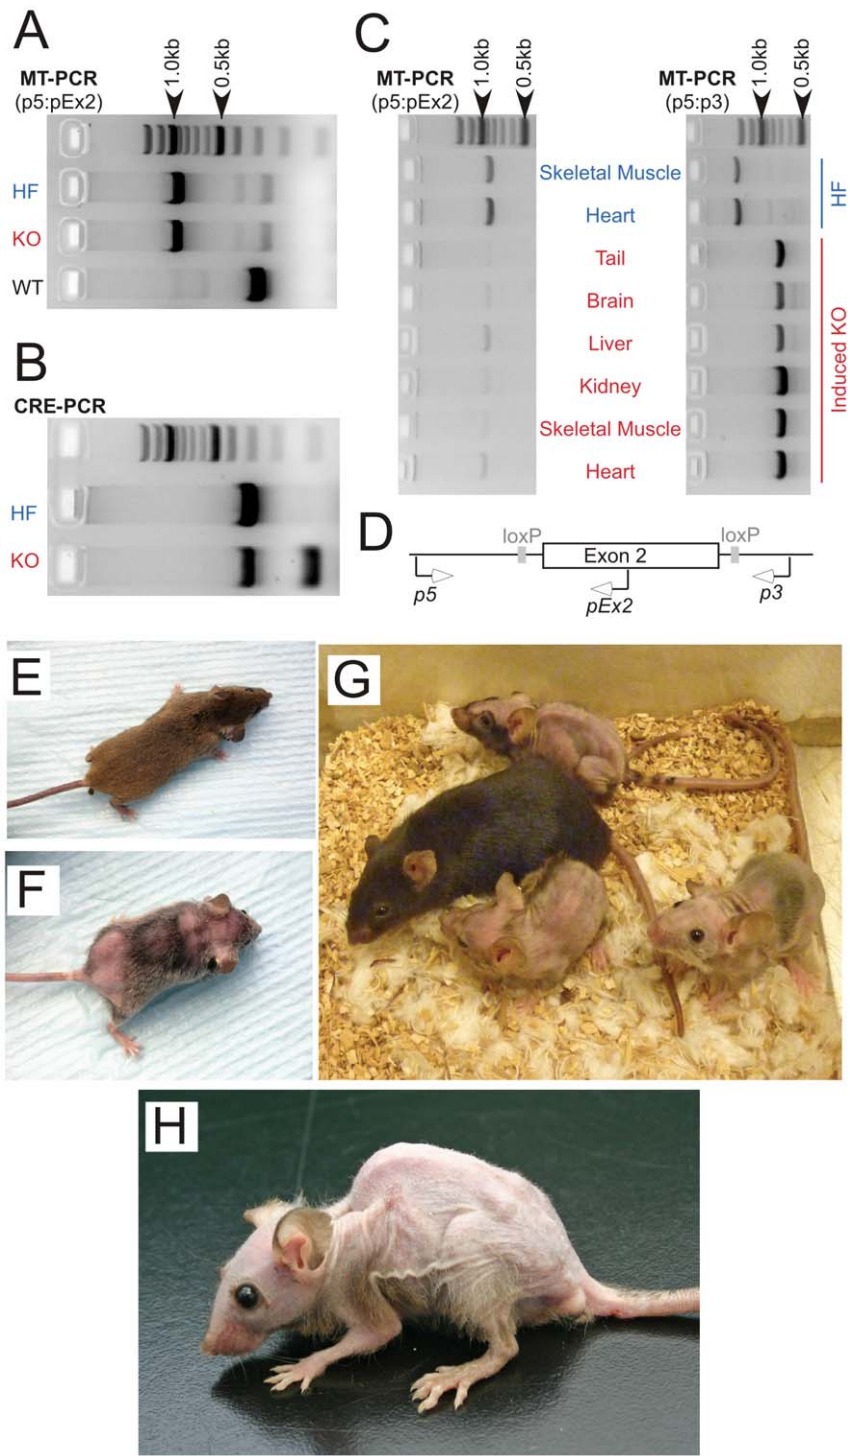 A
MT-PCR
(p5:pEx2)
1.0kb
0.5kb
HF
KO
WT
B
CRE-PCR
HF
KO
C
MT-PCR
(p5:pEx2)
1.0kb
0.5kb
MT-PCR
(p5:p3)
1.0kb
0.5kb
Skeletal Muscle
Heart
HF
Tail
Brain
Liver
Kidney
Skeletal Muscle
Heart
Induced KO
D
loxP
Exon 2
loxP
p5
pEx2
p3
E
F
G
H